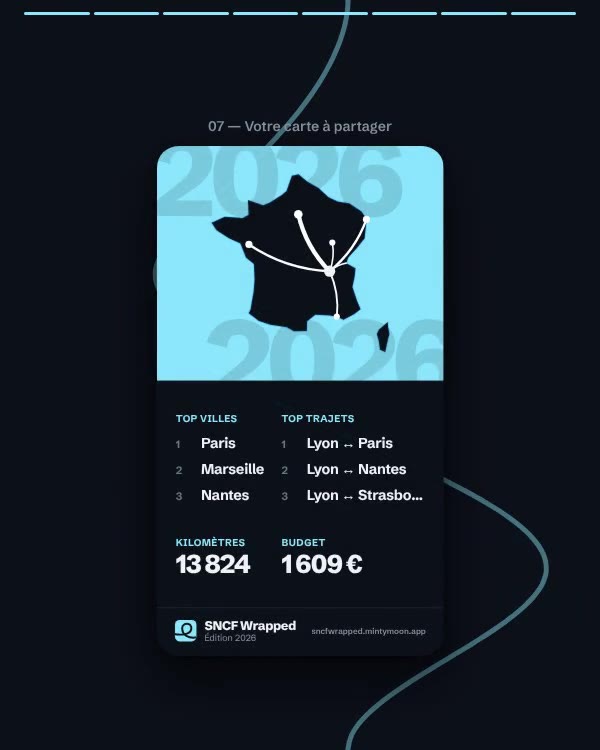 07 — Votre carte à partager
2026
2026
TOP VILLES
1 Paris
2 Marseille
3 Nantes
TOP TRAJETS
1 Lyon ↔ Paris
2 Lyon ↔ Nantes
3 Lyon ↔ Strasbo...
KILOMÈTRES
13 824
BUDGET
1 609 €
SNCF Wrapped
Édition 2026
sncfwrapped.mintymoon.app